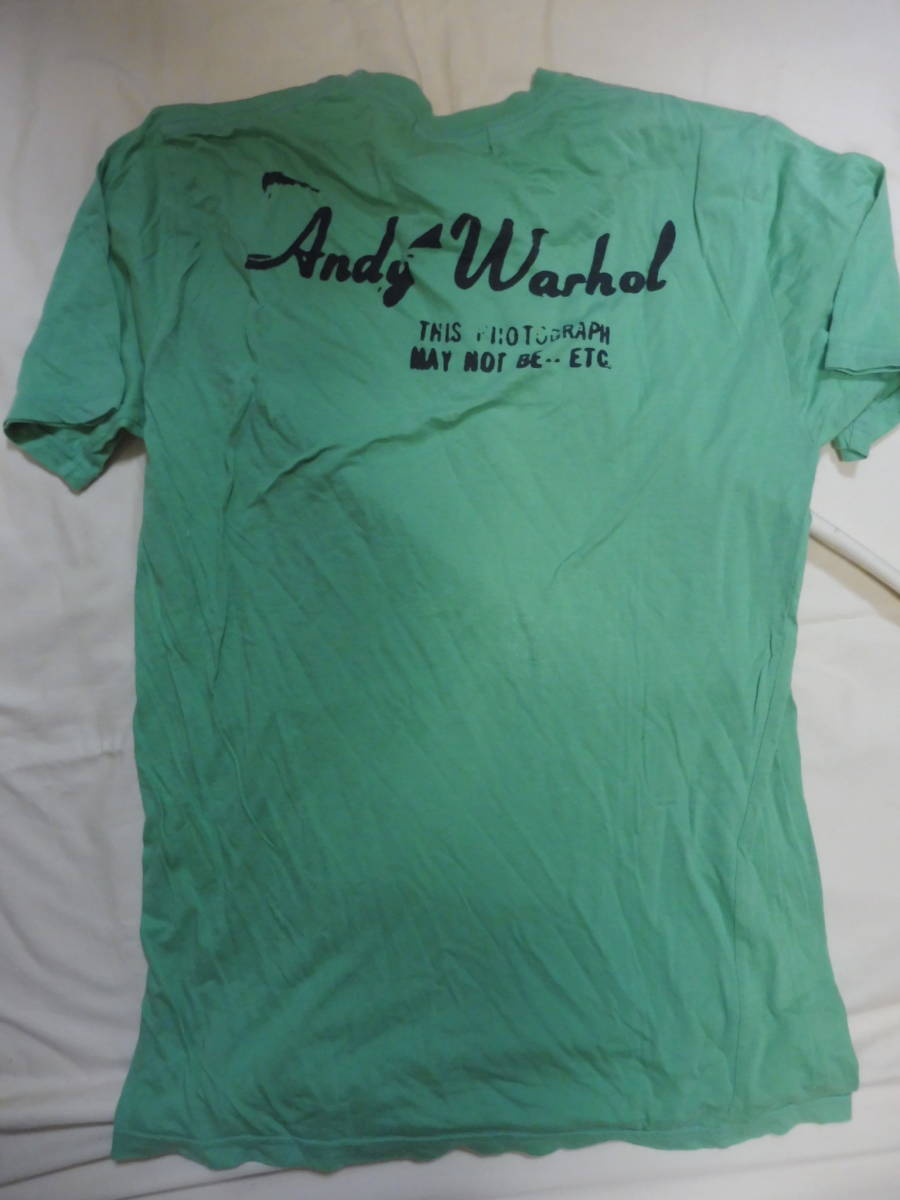 Andy Warhol
THIS PHOTOGRAPH
MAY NOT BE-- ETC